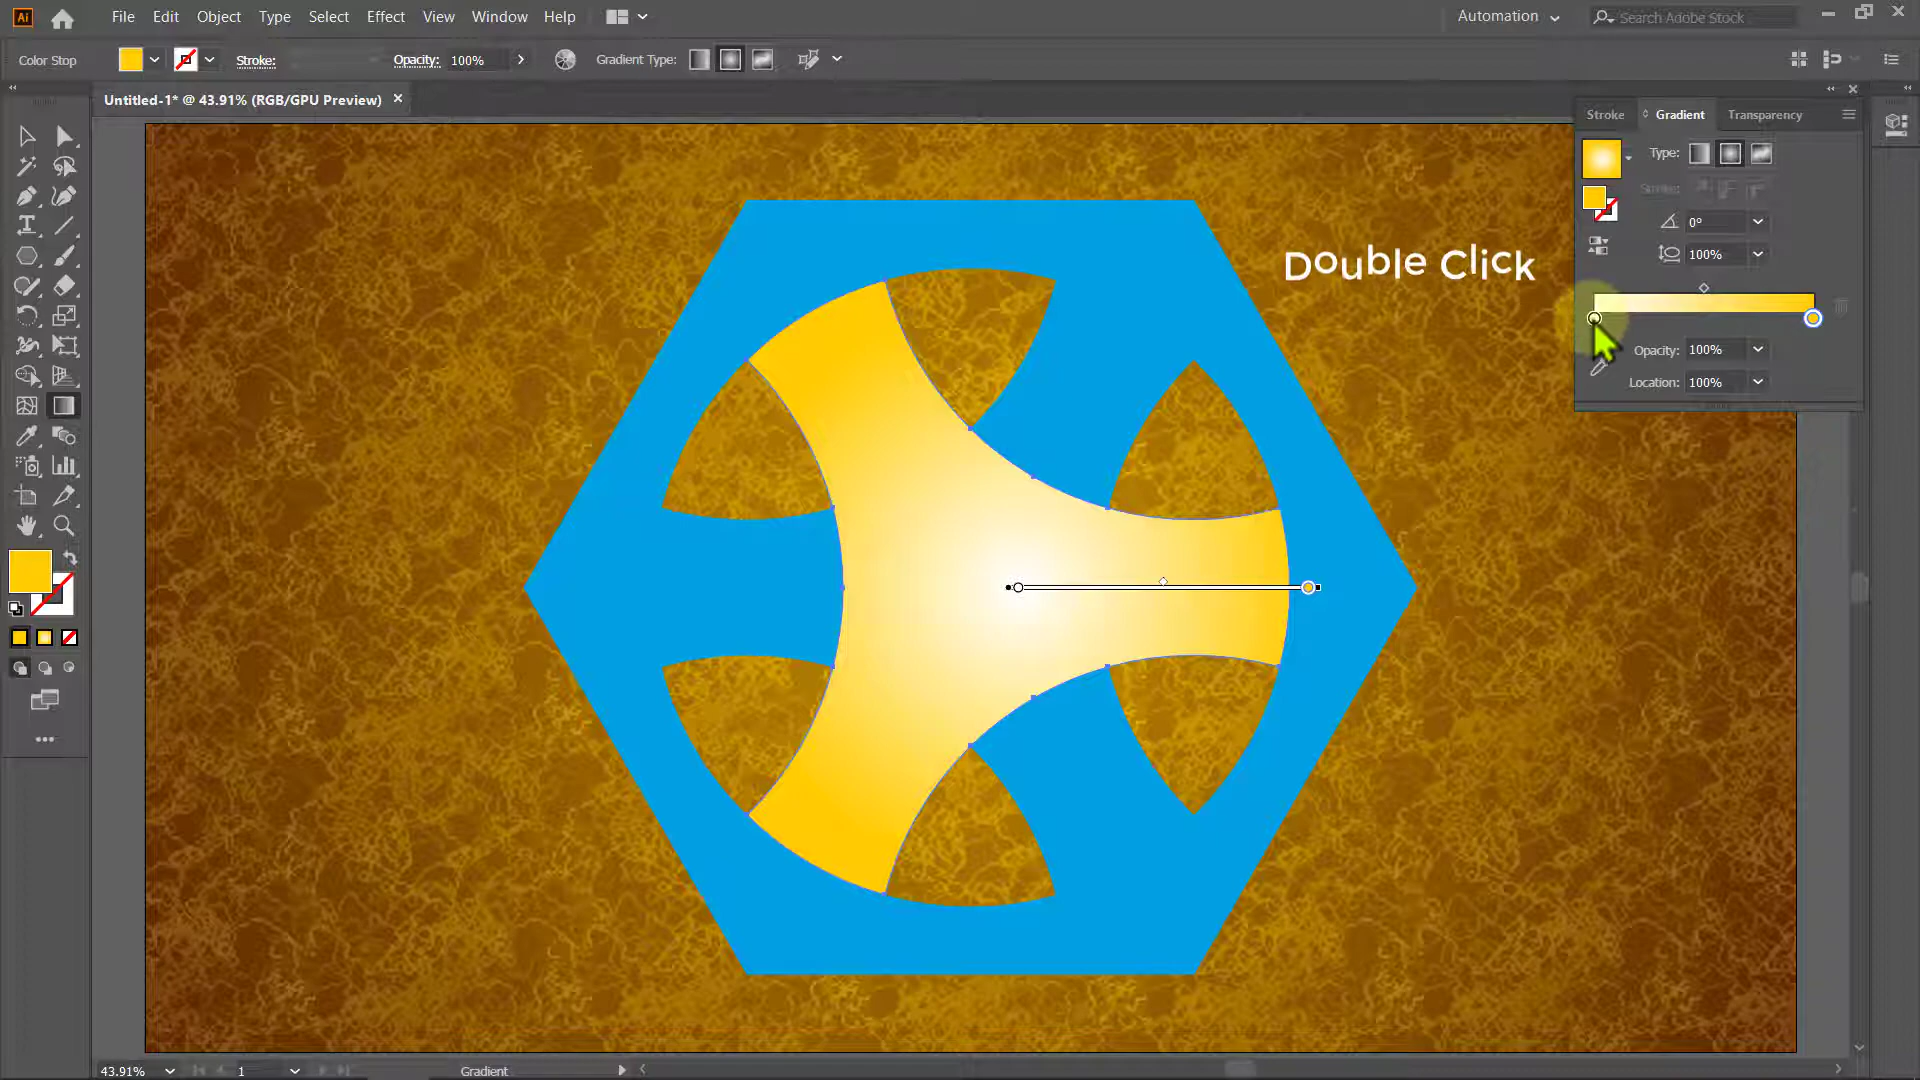 Ai File Edit Object Type Select Effect View Window Help Automation Search Adobe Stock
Color Stop Stroke: Opacity: 100% Gradient Type:
Untitled-1* @ 43.91% (RGB/GPU Preview)
Stroke Gradient Transparency
Type:
Stroke:
0°
100%
Double Click
Opacity: 100%
Location: 100%
43.91% 1 Gradient